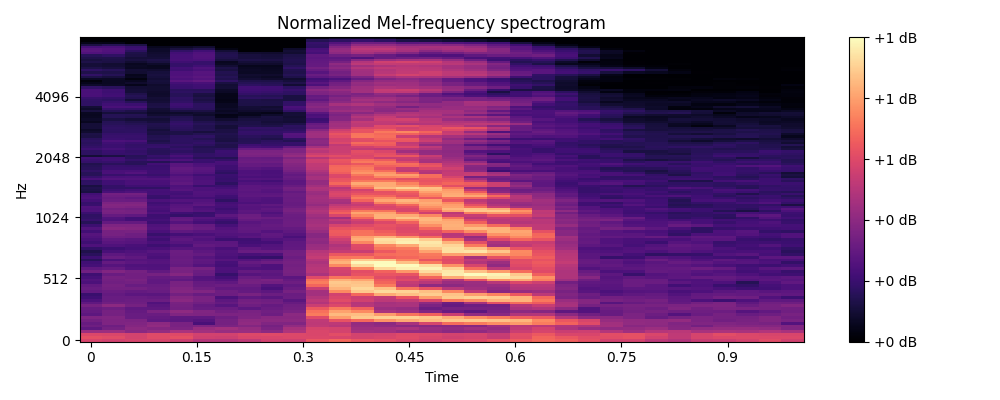 Normalized Mel-frequency spectrogram
Hz
4096
2048
1024
512
0
0 0.15 0.3 0.45 0.6 0.75 0.9
Time
+1 dB
+1 dB
+1 dB
+0 dB
+0 dB
+0 dB